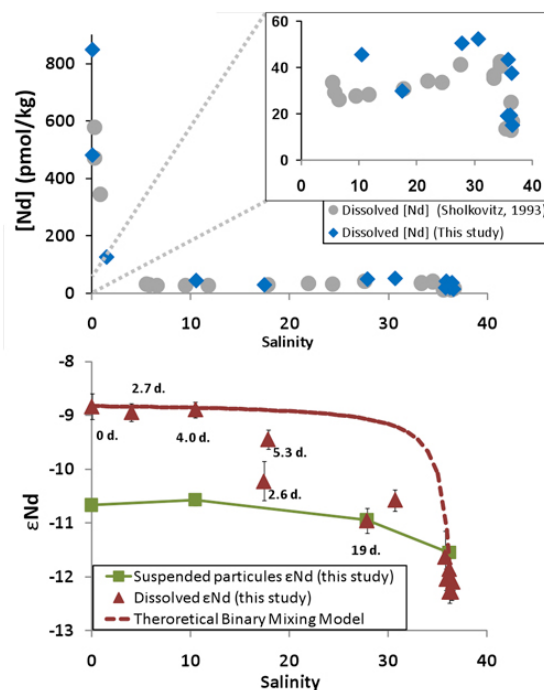 [Nd] (pmol/kg)
800
600
400
200
0
0 10 20 30 40
Salinity
60
40
20
0
0 10 20 30 40
Dissolved [Nd] (Sholkovitz, 1993)
Dissolved [Nd] (This study)
εNd
-8
-9
-10
-11
-12
-13
2.7 d.
0 d.
4.0 d.
5.3 d.
2.6 d.
19 d.
Suspended particules εNd (this study)
Dissolved εNd (this study)
Theroretical Binary Mixing Model
0 10 20 30 40
Salinity